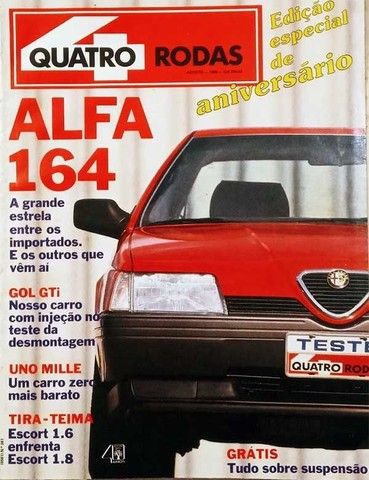 Edição
especial
de
aniversário
4
QUATRO RODAS
ALFA
164
A grande
estrela
entre os
importados.
E os outros que
vêm aí
GOL GTi
Nosso carro
com injeção no
teste da
desmontagem
UNO MILLE
Um carro zero
mais barato
TIRA-TEIMA
Escort 1.6
enfrenta
Escort 1.8
TESTE
QUATRO RODA
GRÁTIS
Tudo sobre suspensão